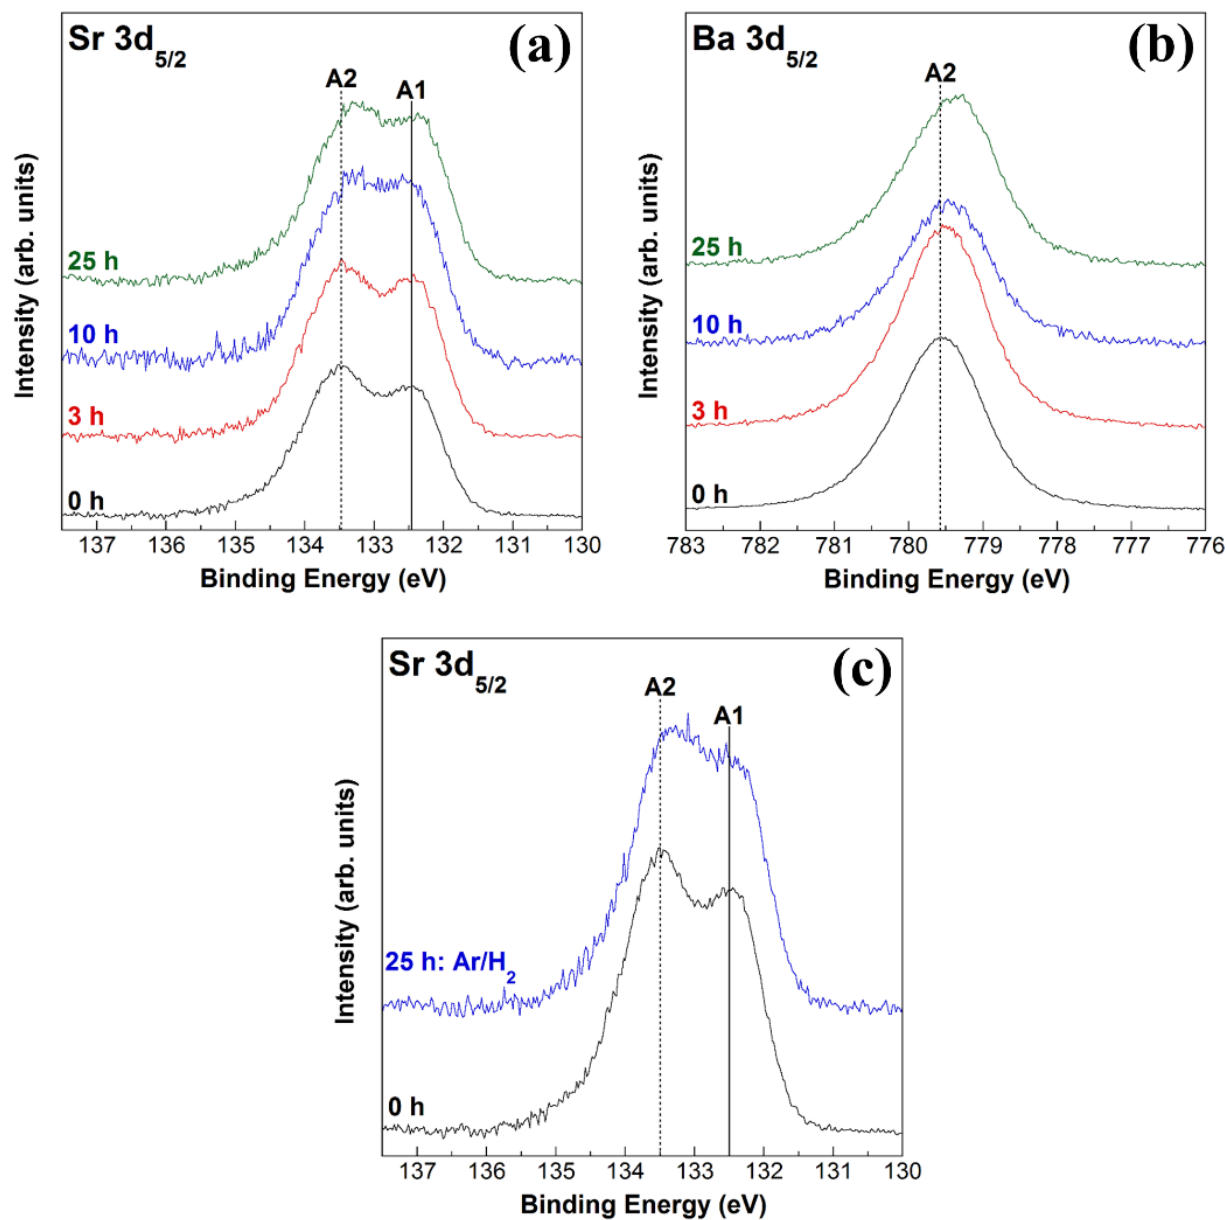 Sr 3d5/2 (a)
A2 A1
25 h
10 h
3 h
0 h
Intensity (arb. units)
137 136 135 134 133 132 131 130
Binding Energy (eV)
Ba 3d5/2 (b)
A2
25 h
10 h
3 h
0 h
Intensity (arb. units)
783 782 781 780 779 778 777 776
Binding Energy (eV)
Sr 3d5/2 (c)
A2 A1
25 h: Ar/H2
0 h
Intensity (arb. units)
137 136 135 134 133 132 131 130
Binding Energy (eV)